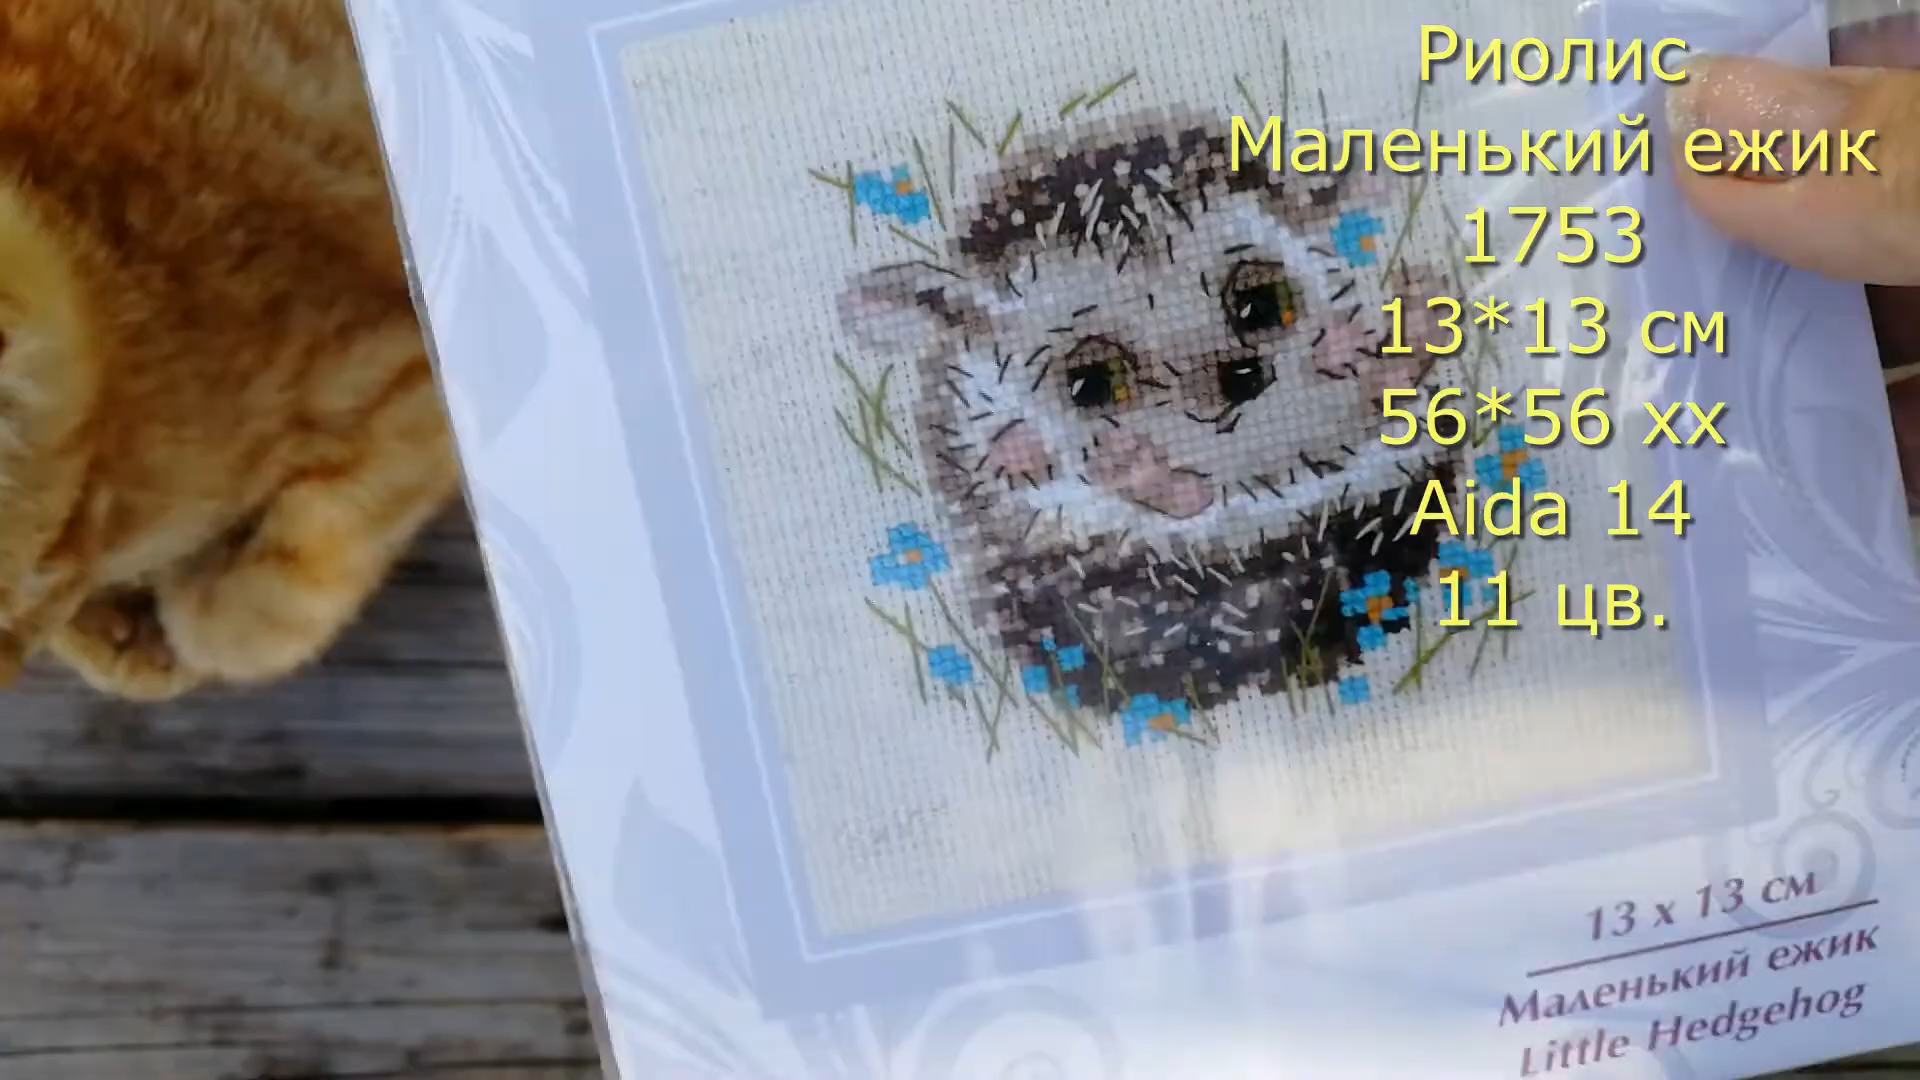 Риолис
Маленький ежик
1753
13*13 см
56*56 хх
Aida 14
11 цв.
13 x 13 см
Маленький ежик
Little Hedgehog